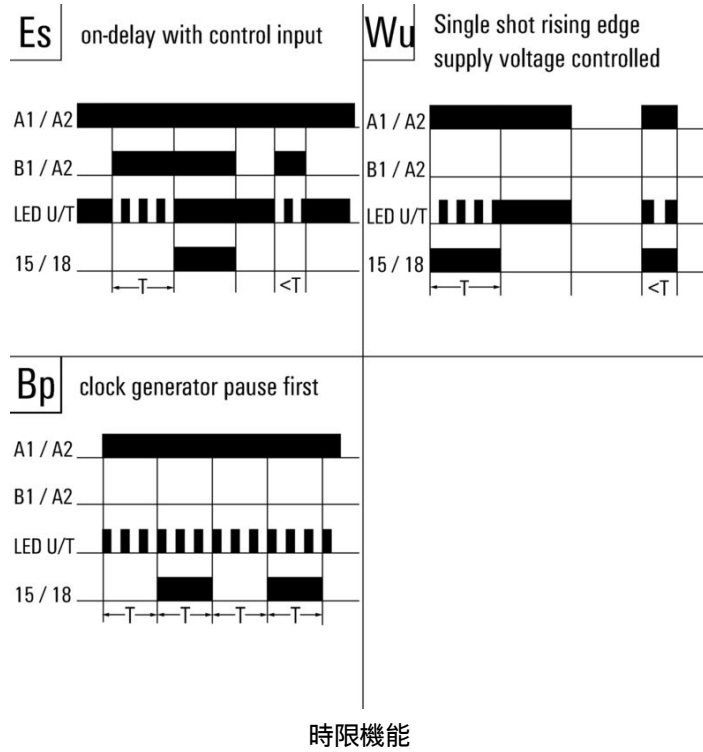 Es on-delay with control input
A1 / A2
B1 / A2
LED U/T
15 / 18
T <T
Wu Single shot rising edge
supply voltage controlled
A1 / A2
B1 / A2
LED U/T
15 / 18
T <T
Bp clock generator pause first
A1 / A2
B1 / A2
LED U/T
15 / 18
T T T T
時限機能